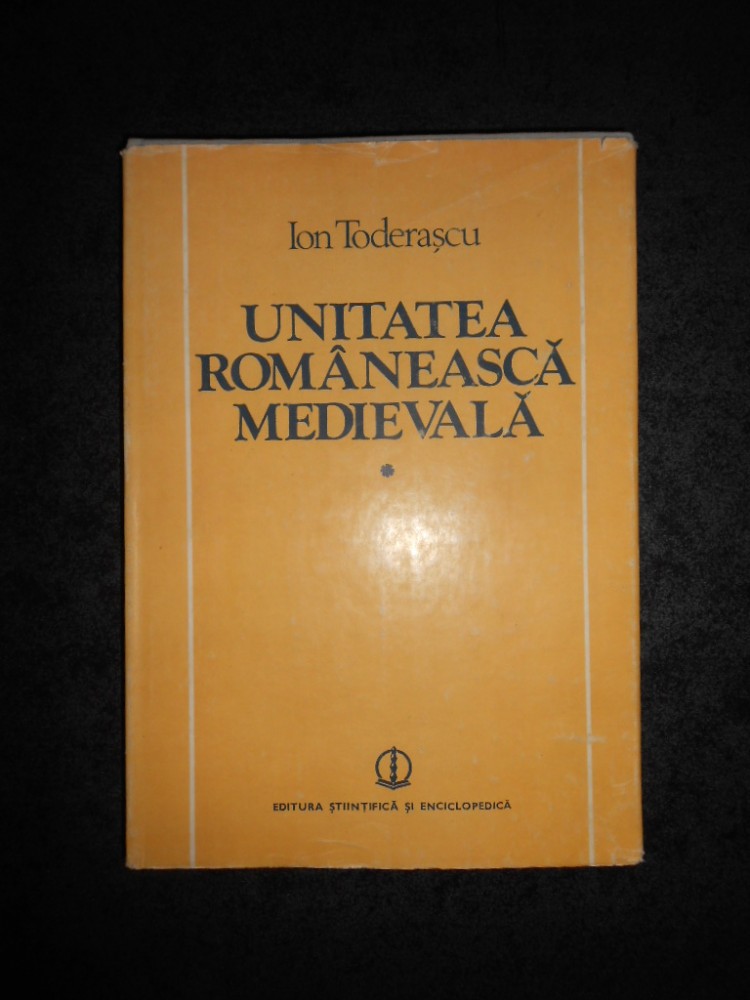 Ion Toderașcu
UNITATEA
ROMÂNEASCĂ
MEDIEVALĂ
*
EDITURA ȘTIINȚIFICĂ ȘI ENCICLOPEDICĂ